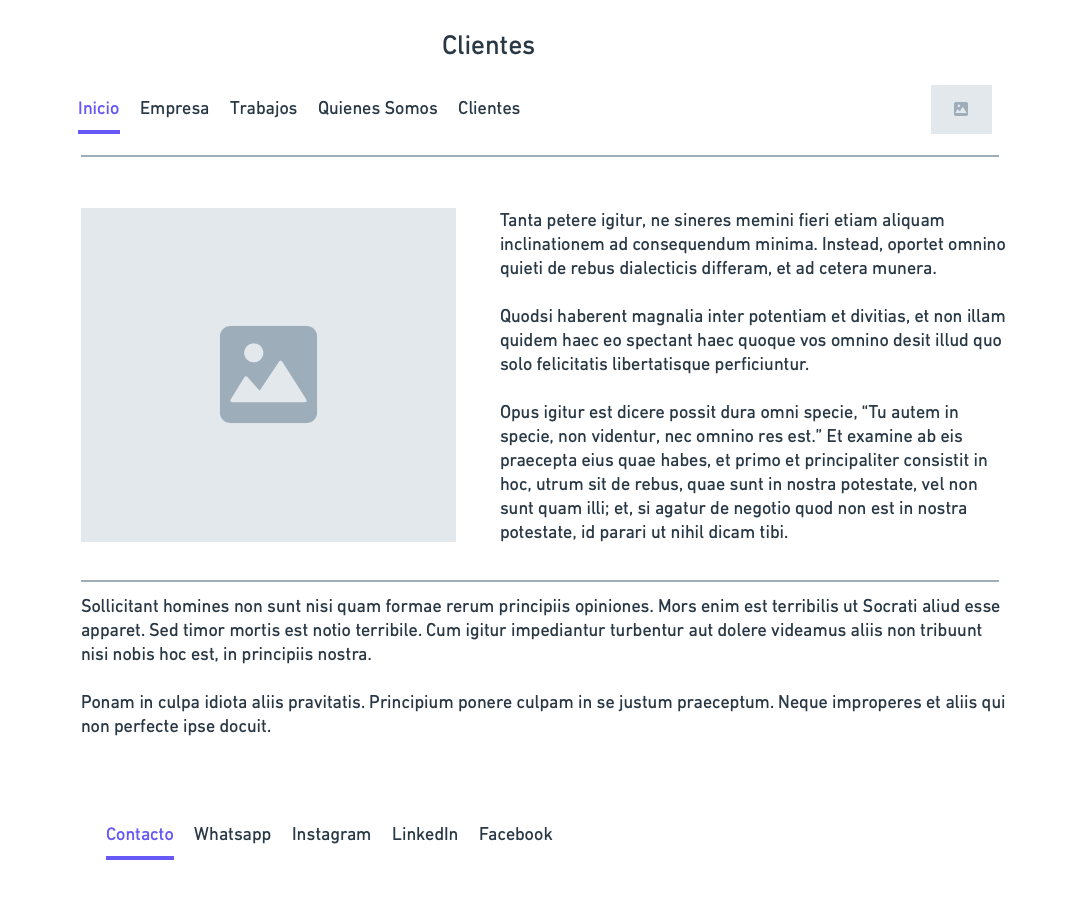 Clientes
Inicio Empresa Trabajos Quienes Somos Clientes
Tanta petere igitur, ne sineres memini fieri etiam aliquam
inclinationem ad consequendum minima. Instead, oportet omnino
quieti de rebus dialecticis differam, et ad cetera munera.
Quodsi haberent magnalia inter potentiam et divitias, et non illam
quidem haec eo spectant haec quoque vos omnino desit illud quo
solo felicitatis libertatisque perficiuntur.
Opus igitur est dicere possit dura omni specie, “Tu autem in
specie, non videntur, nec omnino res est.” Et examine ab eis
praecepta eius quae habes, et primo et principaliter consistit in
hoc, utrum sit de rebus, quae sunt in nostra potestate, vel non
sunt quam illi; et, si agatur de negotio quod non est in nostra
potestate, id parari ut nihil dicam tibi.
Sollicitant homines non sunt nisi quam formae rerum principiis opiniones. Mors enim est terribilis ut Socrati aliud esse
apparet. Sed timor mortis est notio terribile. Cum igitur impediantur turbentur aut dolere videamus aliis non tribuunt
nisi nobis hoc est, in principiis nostra.
Ponam in culpa idiota aliis pravitatis. Principium ponere culpam in se justum praeceptum. Neque improperes et aliis qui
non perfecte ipse docuit.
Contacto Whatsapp Instagram LinkedIn Facebook